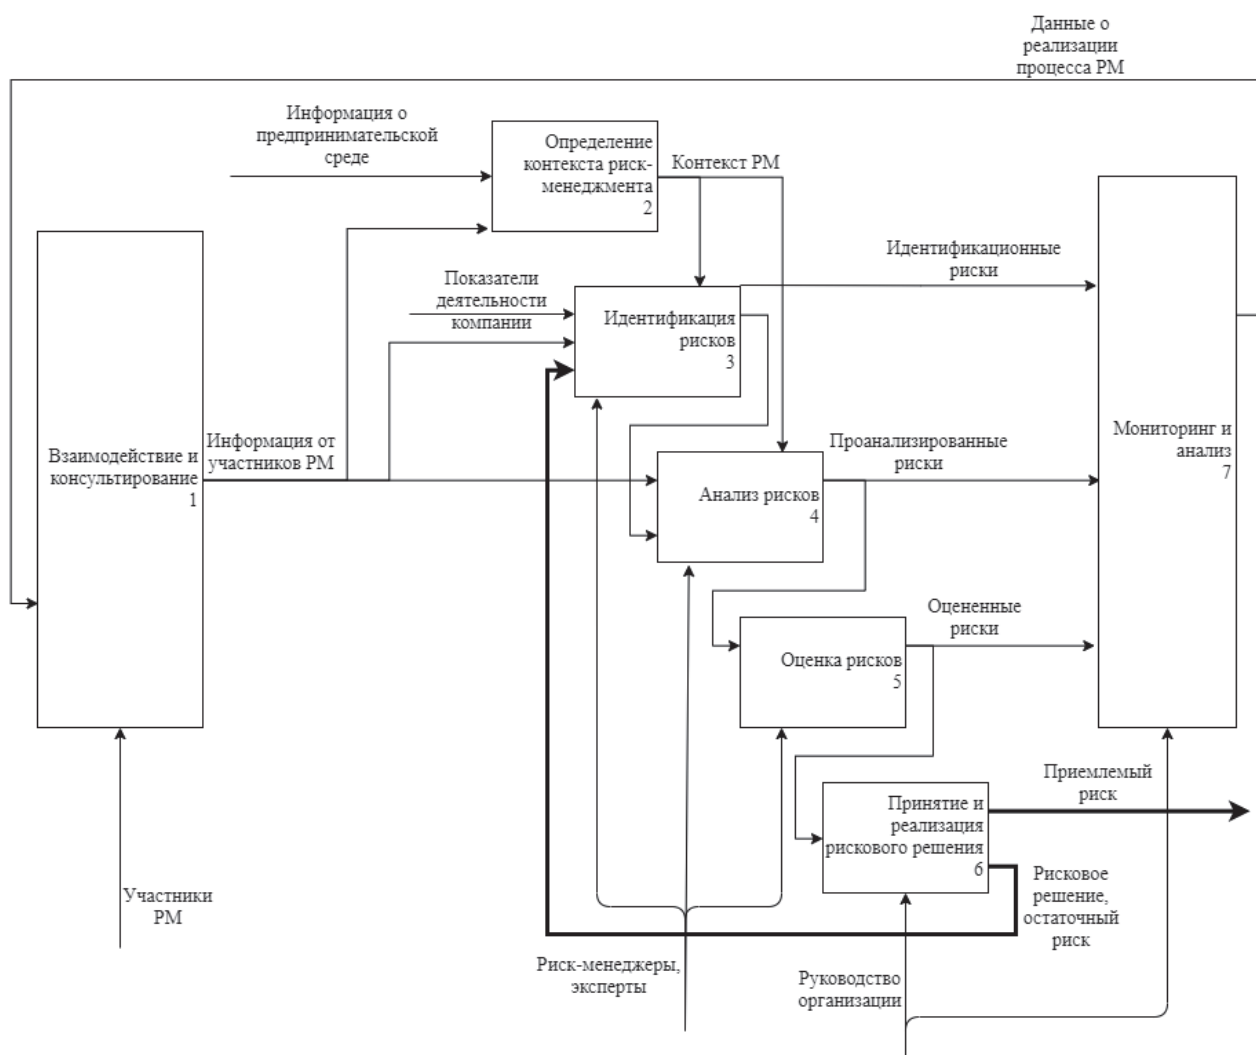 Данные о
реализации
процесса РМ
Информация о
предпринимательской
среде
Определение
контекста риск-
менеджмента
2
Контекст РМ
Идентификационные
риски
Показатели
деятельности
компании
Идентификация
рисков
3
Взаимодействие и
консультирование
1
Информация от
участников РМ
Проанализированные
риски
Мониторинг и
анализ
7
Анализ рисков
4
Оцененные
риски
Оценка рисков
5
Приемлемый
риск
Принятие и
реализация
рискового решения
6
Рисковое
решение,
остаточный
риск
Участники
РМ
Риск-менеджеры,
эксперты
Руководство
организации